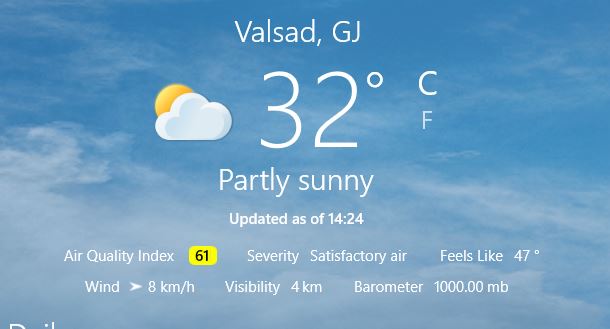 Valsad, GJ
32° C
F
Partly sunny
Updated as of 14:24
Air Quality Index 61 Severity Satisfactory air Feels Like 47 °
Wind 8 km/h Visibility 4 km Barometer 1000.00 mb